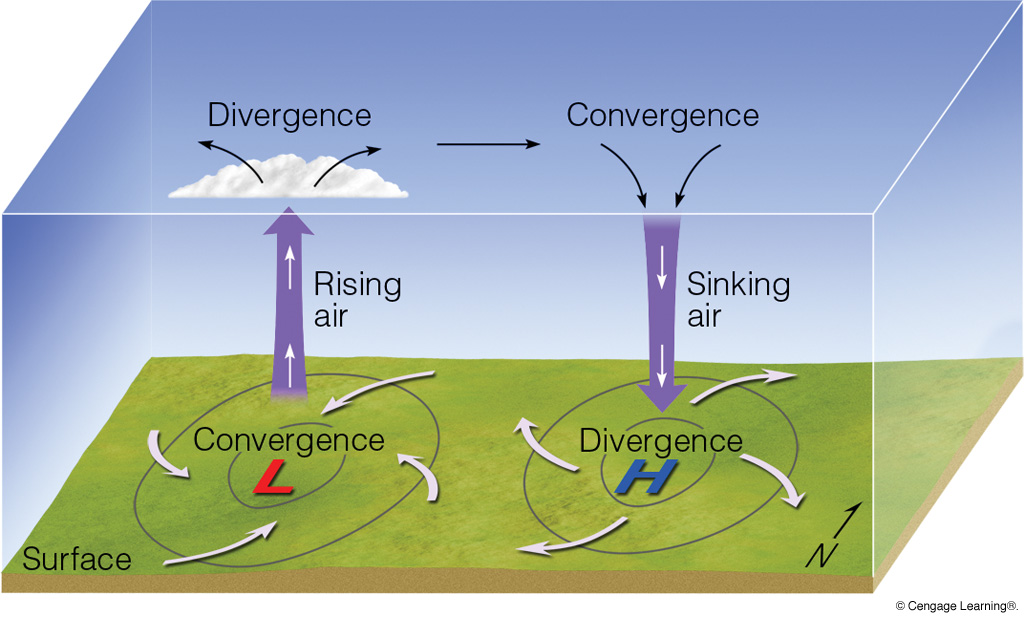 Divergence
Convergence
Rising
air
Sinking
air
Convergence
L
Divergence
H
Surface
N
© Cengage Learning®.